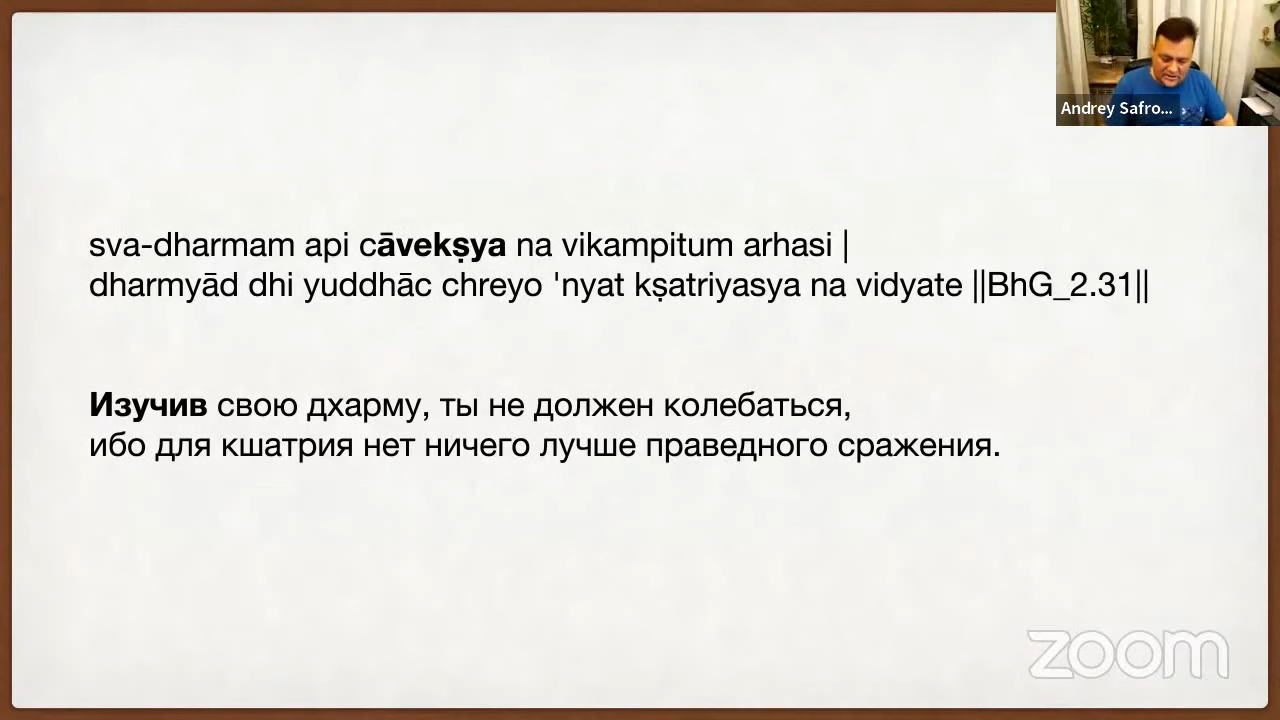 Andrey Safro...
sva-dharmam api cāvekṣya na vikampitum arhasi |
dharmyād dhi yuddhāc chreyo 'nyat kṣatriyasya na vidyate ||BhG_2.31||
Изучив свою дхарму, ты не должен колебаться,
ибо для кшатрия нет ничего лучше праведного сражения.
zoom